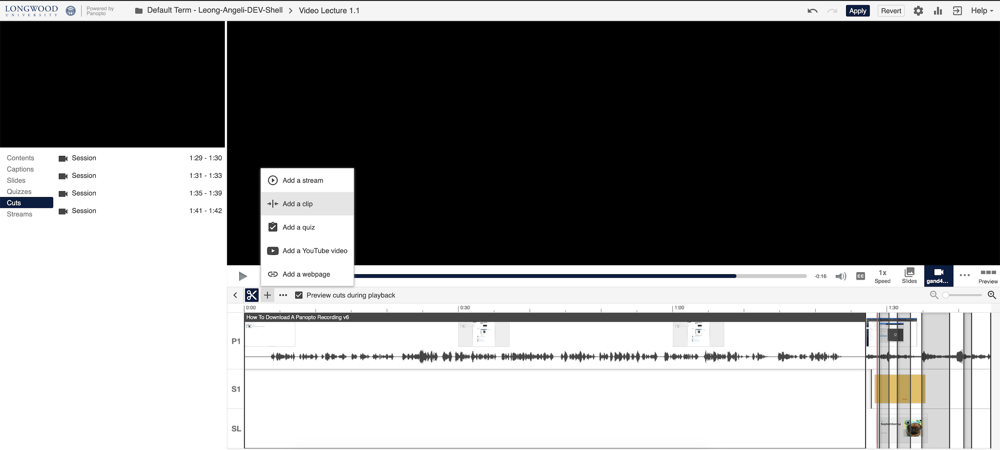 LONGWOOD
UNIVERSITY
Powered by
Panopto
Default Term - Leong-Angeli-DEV-Shell
Video Lecture 1.1
Apply
Revert
Help
Contents
Captions
Slides
Quizzes
Cuts
Streams
Session 1:29 - 1:30
Session 1:31 - 1:33
Session 1:35 - 1:39
Session 1:41 - 1:42
Add a stream
Add a clip
Add a quiz
Add a YouTube video
Add a webpage
-0:16
CC
1x
Speed
Slides
gand4...
Preview
Preview cuts during playback
0:00 0:30 1:00 1:30
How To Download A Panopto Recording v6
P1
S1
SL
September 14